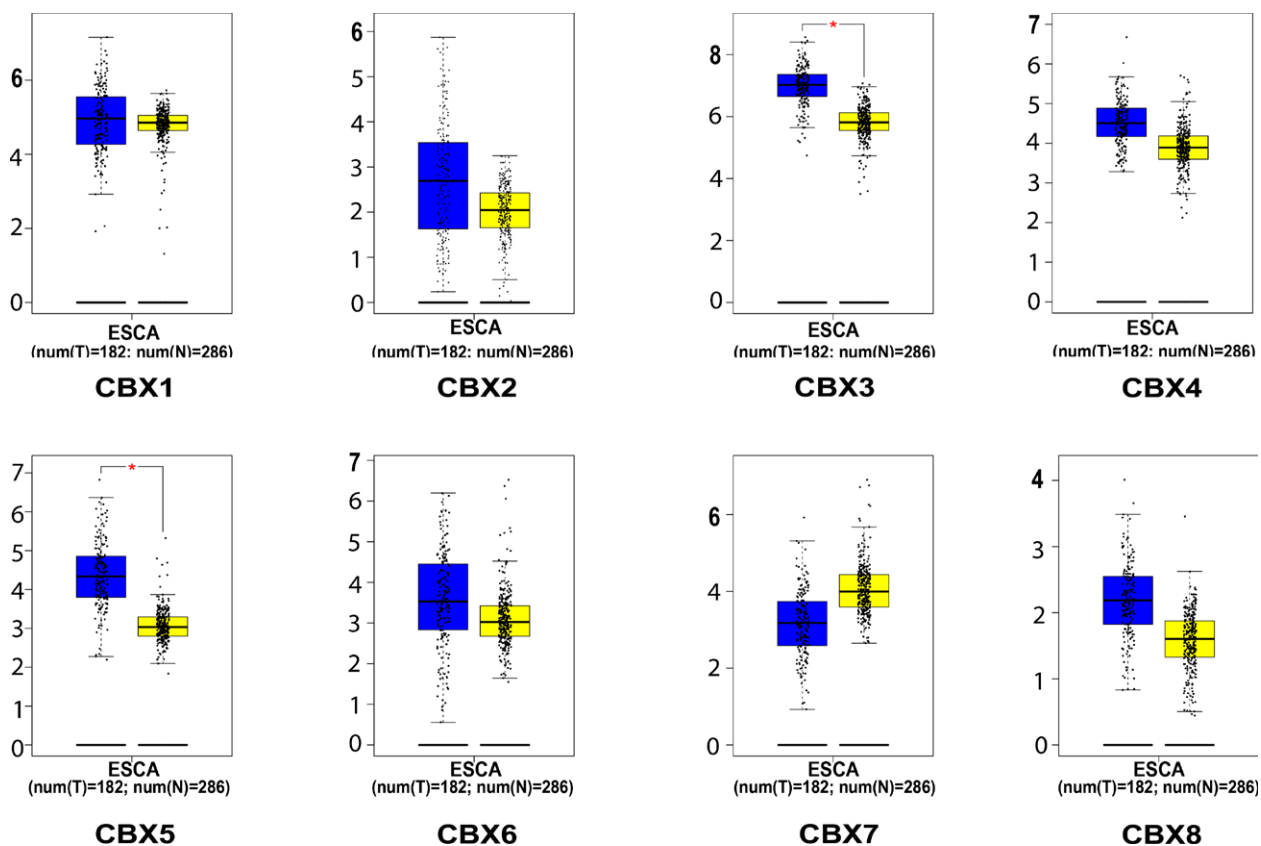 6
4
2
0
ESCA
(num(T)=182: num(N)=286)
CBX1
6
5
4
3
2
1
0
ESCA
(num(T)=182: num(N)=286)
CBX2
*
8
6
4
2
0
ESCA
(num(T)=182: num(N)=286)
CBX3
7
6
5
4
3
2
1
0
ESCA
(num(T)=182: num(N)=286)
CBX4
*
7
6
5
4
3
2
1
0
ESCA
(num(T)=182; num(N)=286)
CBX5
7
6
5
4
3
2
1
0
ESCA
(num(T)=182; num(N)=286)
CBX6
6
4
2
0
ESCA
(num(T)=182; num(N)=286)
CBX7
4
3
2
1
0
ESCA
(num(T)=182; num(N)=286)
CBX8